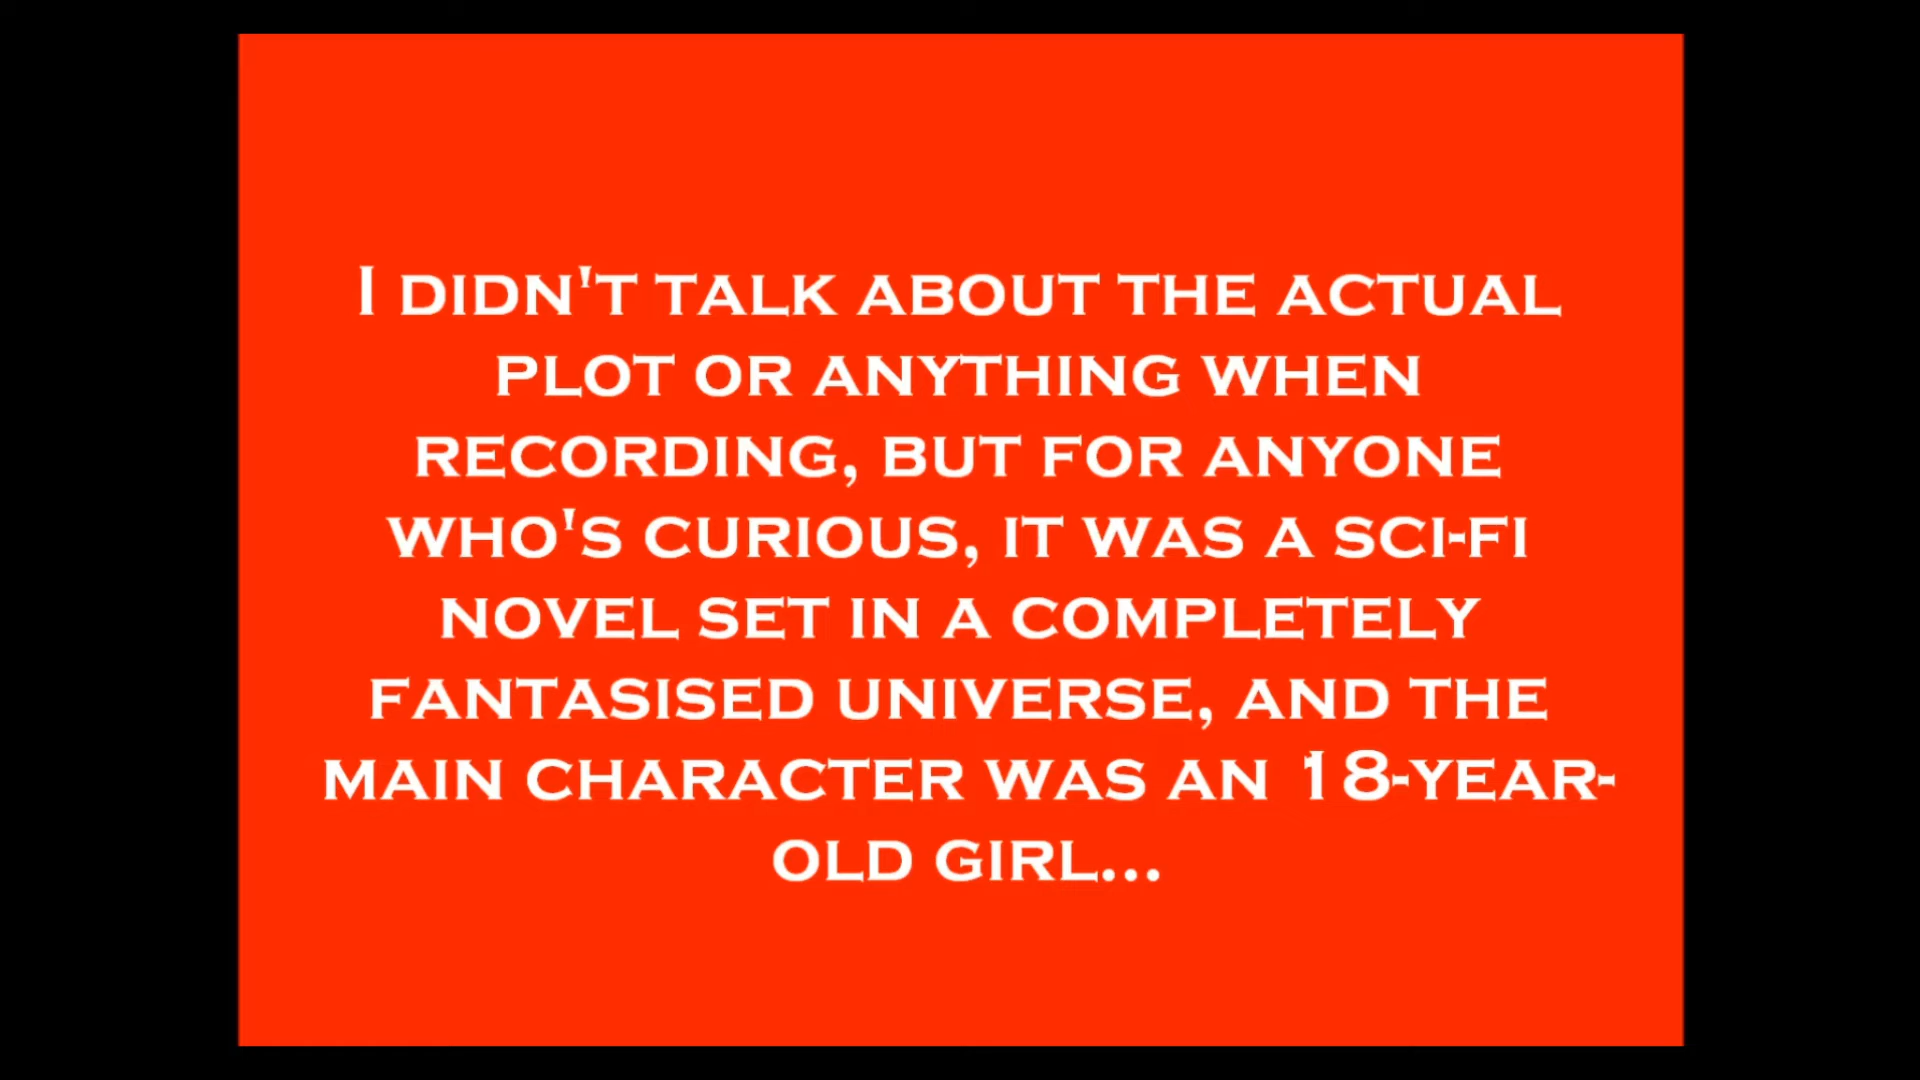 I DIDN'T TALK ABOUT THE ACTUAL
PLOT OR ANYTHING WHEN
RECORDING, BUT FOR ANYONE
WHO'S CURIOUS, IT WAS A SCI-FI
NOVEL SET IN A COMPLETELY
FANTASISED UNIVERSE, AND THE
MAIN CHARACTER WAS AN 18-YEAR-
OLD GIRL...